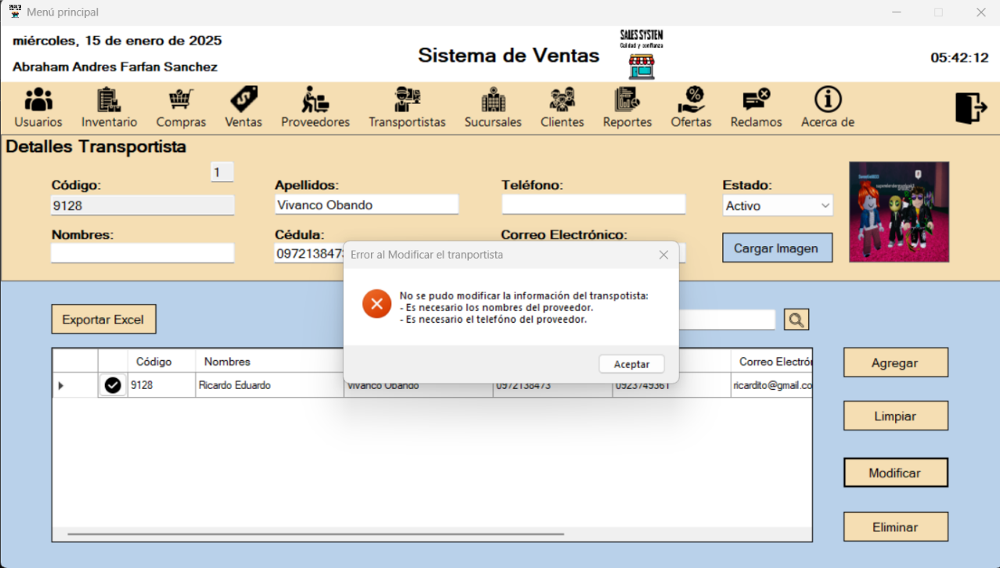 Menú principal
miércoles, 15 de enero de 2025
Abraham Andres Farfan Sanchez
Sistema de Ventas
SALES SYSTEM
Calidad y confianza
05:42:12
Usuarios Inventario Compras Ventas Proveedores Transportistas Sucursales Clientes Reportes Ofertas Reclamos Acerca de
Detalles Transportista
1
Código: Apellidos: Teléfono: Estado:
9128 Vivanco Obando Activo
Nombres: Cédula: Correo Electrónico:
097213847
Cargar Imagen
Error al Modificar el tranportista
No se pudo modificar la información del transpotista:
- Es necesario los nombres del proveedor.
- Es necesario el telefóno del proveedor.
Aceptar
Exportar Excel
Código Nombres Correo Electró
9128 Ricardo Eduardo Vivanco Obando 0972138473 0923749361 ricardito@gmail.co
Agregar
Limpiar
Modificar
Eliminar